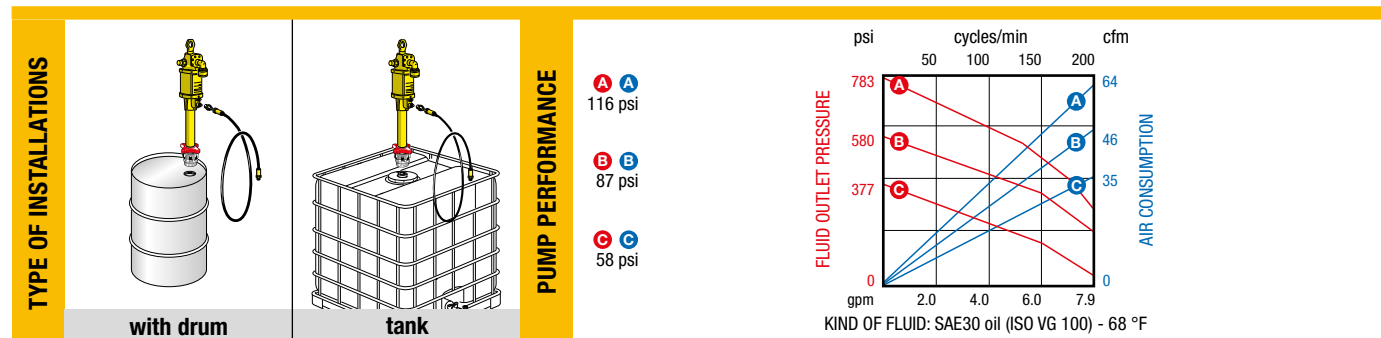 TYPE OF INSTALLATIONS
with drum
tank
PUMP PERFORMANCE
A A
116 psi
B B
87 psi
C C
58 psi
psi cycles/min cfm
50 100 150 200
783 64
580 46
377 35
0 0
FLUID OUTLET PRESSURE
AIR CONSUMPTION
A A
B B
C C
gpm 2.0 4.0 6.0 7.9
KIND OF FLUID: SAE30 oil (ISO VG 100) - 68 °F